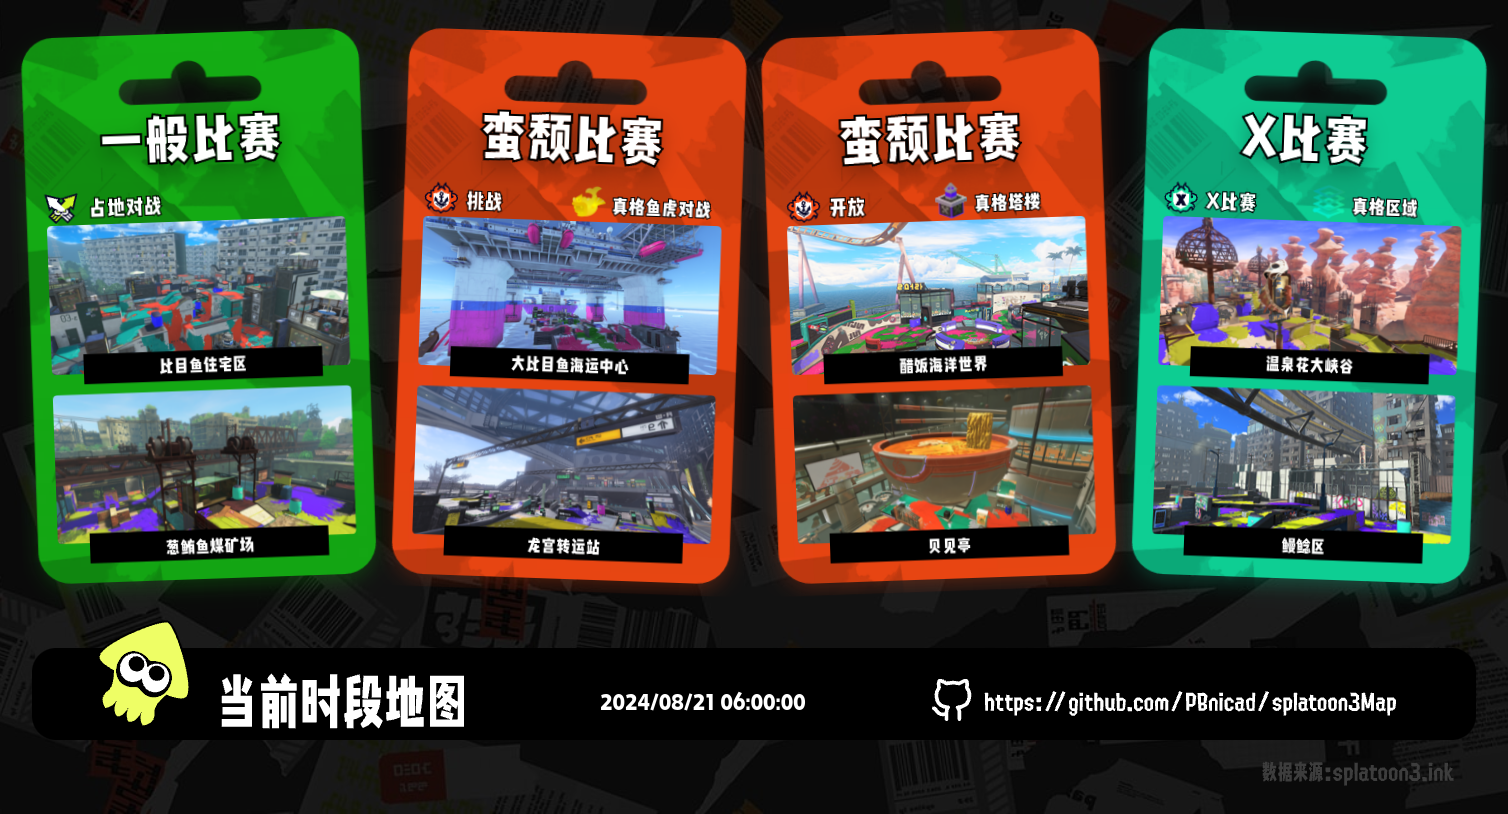 一般比赛
占地对战
比目鱼住宅区
葱鲔鱼煤矿场
蛮颓比赛
挑战
真格鱼虎对战
大比目鱼海运中心
龙宫转运站
蛮颓比赛
开放
真格塔楼
醋饭海洋世界
贝见亭
X比赛
X比赛
真格区域
温泉花大峡谷
鳗鲶区
当前时段地图
2024/08/21 06:00:00
https://github.com/PBnicad/splatoon3Map
数据来源:splatoon3.ink